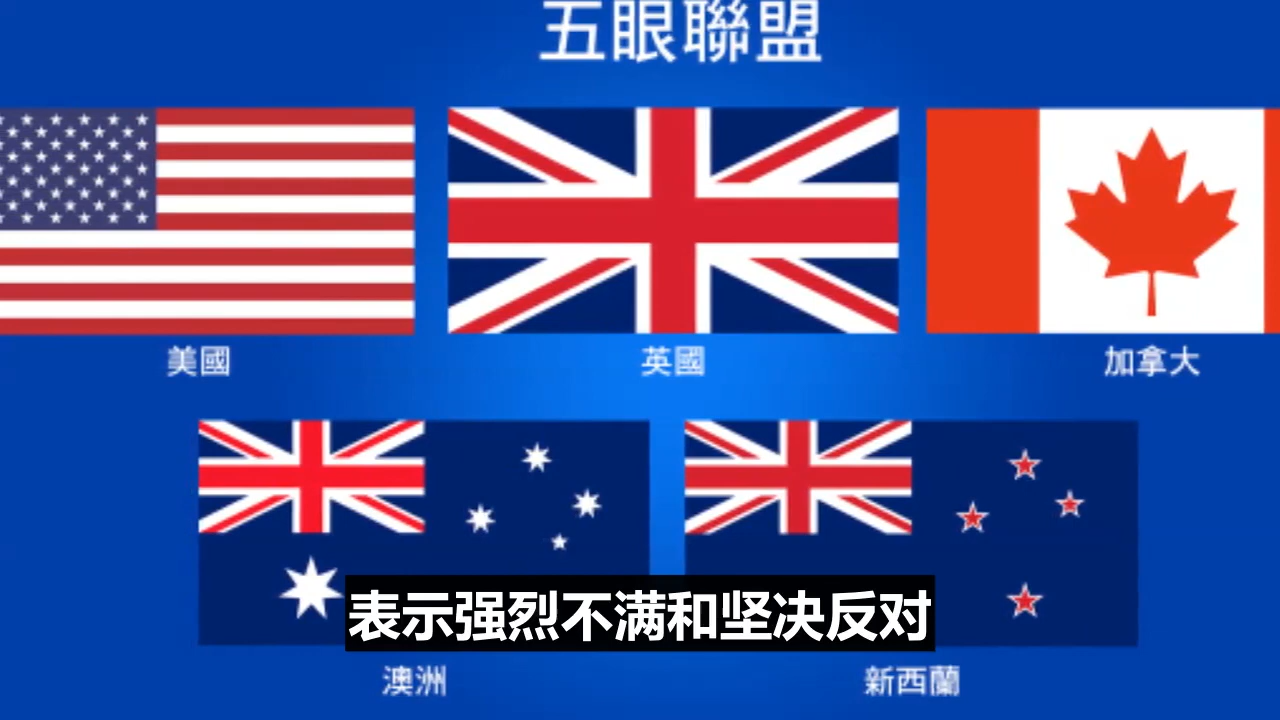 五眼聯盟
美國
英國
加拿大
表示强烈不满和坚决反对
澳洲
新西蘭